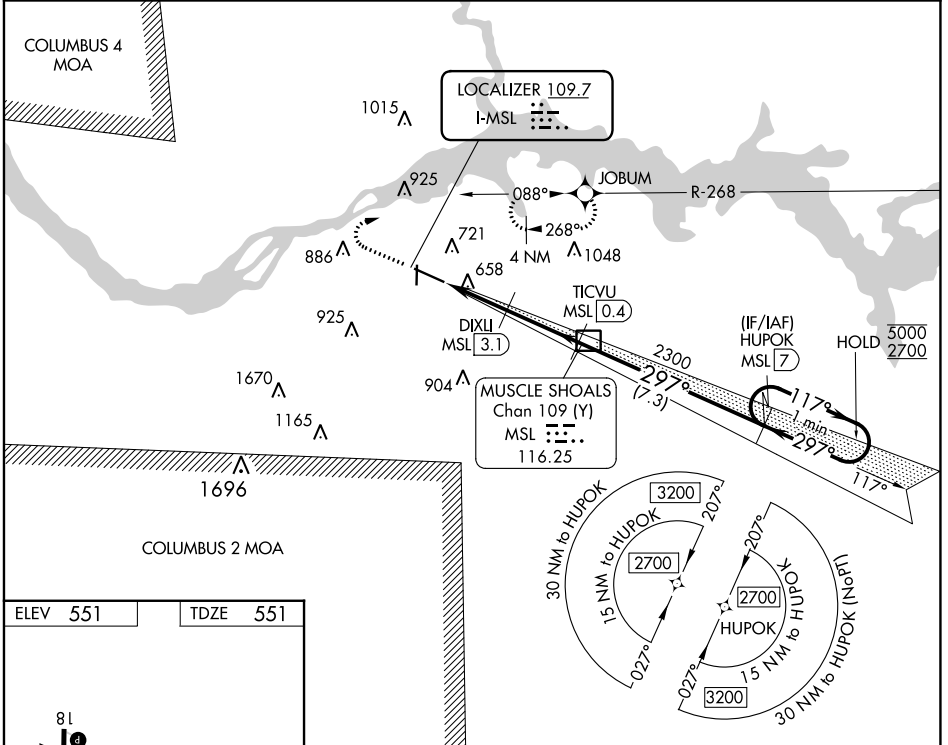 COLUMBUS 4
MOA
LOCALIZER 109.7
I-MSL
1015
925
088°
JOBUM
R-268
268°
4 NM
721
886
1048
658
TICVU
MSL 0.4
DIXLI
MSL 3.1
925
(IF/IAF)
HUPOK
MSL 7
HOLD
5000
2700
2300
297°
(7.3)
117°
1 min
297°
117°
904
MUSCLE SHOALS
Chan 109 (Y)
MSL
116.25
1670
1165
1696
COLUMBUS 2 MOA
30 NM to HUPOK
3200
207°
15 NM to HUPOK
2700
027°
207°
2700
HUPOK
15 NM to HUPOK
027°
3200
30 NM to HUPOK (NoPT)
ELEV 551
TDZE 551
18
P